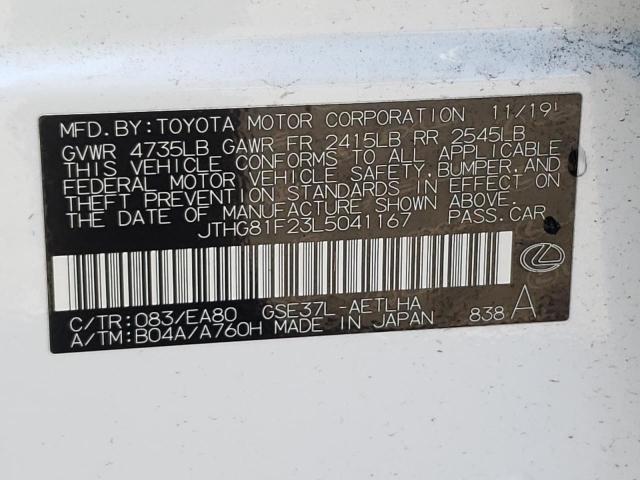 MFD. BY: TOYOTA MOTOR CORPORATION 11/19
GVWR 4735LB GAWR FR 2415LB RR 2545LB
THIS VEHICLE CONFORMS TO ALL APPLICABLE
FEDERAL MOTOR VEHICLE SAFETY, BUMPER, AND
THEFT PREVENTION STANDARDS IN EFFECT ON
THE DATE OF MANUFACTURE SHOWN ABOVE.
JTHG81F23L5041167 PASS. CAR
C/TR: 083/EA80 GSE37L-AETLHA
A/TM: B04A/A760H MADE IN JAPAN 838 A